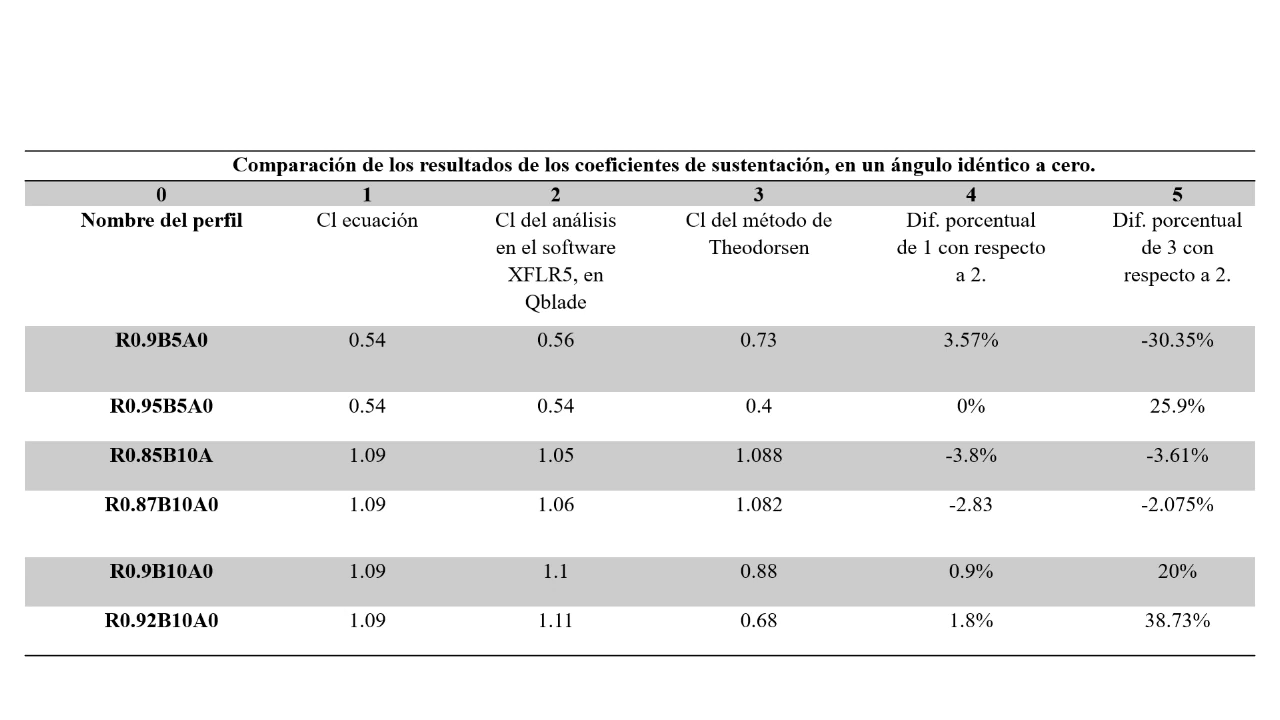 Comparación de los resultados de los coeficientes de sustentación, en un ángulo idéntico a cero.
0 1 2 3 4 5
Nombre del perfil Cl ecuación Cl del análisis Cl del método de Dif. porcentual Dif. porcentual
en el software Theodorsen de 1 con respecto de 3 con
XFLR5, en a 2. respecto a 2.
Qblade
R0.9B5A0 0.54 0.56 0.73 3.57% -30.35%
R0.95B5A0 0.54 0.54 0.4 0% 25.9%
R0.85B10A 1.09 1.05 1.088 -3.8% -3.61%
R0.87B10A0 1.09 1.06 1.082 -2.83 -2.075%
R0.9B10A0 1.09 1.1 0.88 0.9% 20%
R0.92B10A0 1.09 1.11 0.68 1.8% 38.73%